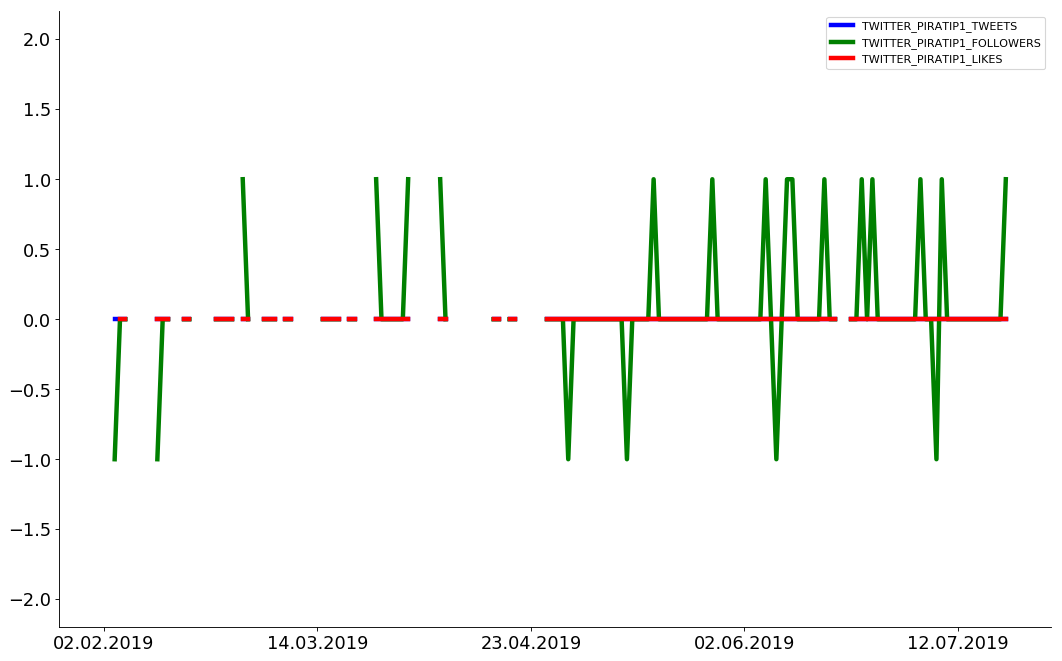 TWITTER_PIRATIP1_TWEETS
TWITTER_PIRATIP1_FOLLOWERS
TWITTER_PIRATIP1_LIKES
2.0
1.5
1.0
0.5
0.0
−0.5
−1.0
−1.5
−2.0
02.02.2019 14.03.2019 23.04.2019 02.06.2019 12.07.2019